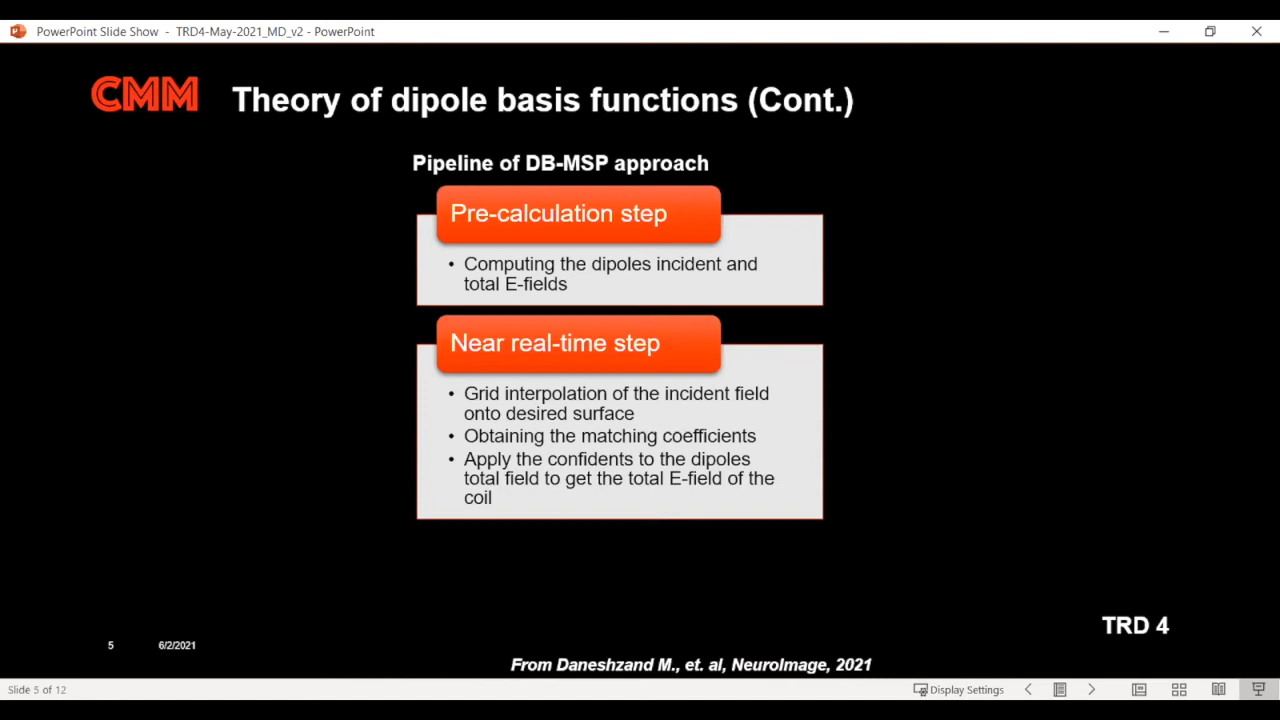 PowerPoint Slide Show - TRD4-May-2021_MD_v2 - PowerPoint
CMM
Theory of dipole basis functions (Cont.)
Pipeline of DB-MSP approach
Pre-calculation step
• Computing the dipoles incident and
total E-fields
Near real-time step
• Grid interpolation of the incident field
onto desired surface
• Obtaining the matching coefficients
• Apply the confidents to the dipoles
total field to get the total E-field of the
coil
TRD 4
5 6/2/2021
From Daneshzand M., et. al, NeuroImage, 2021
Slide 5 of 12
Display Settings